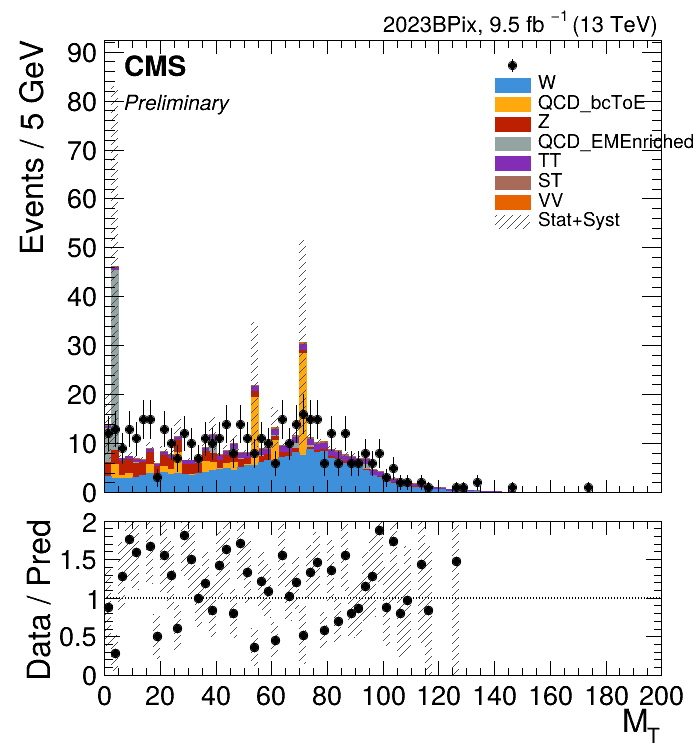 2023BPix, 9.5 fb⁻¹ (13 TeV)
CMS
Preliminary
Events / 5 GeV
90
80
70
60
50
40
30
20
10
0
W
QCD_bcToE
Z
QCD_EMEnriched
TT
ST
VV
Stat+Syst
Data / Pred
2
1.5
1
0.5
0
0 20 40 60 80 100 120 140 160 180 200
M_T